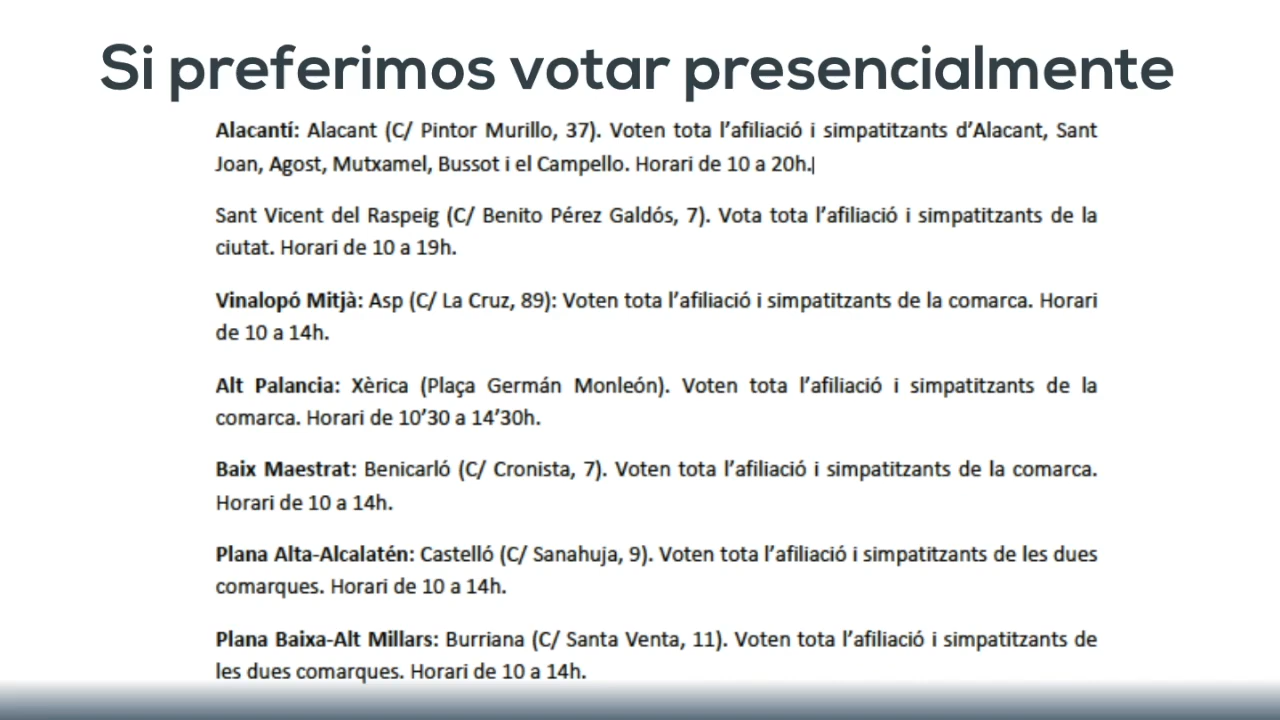 Si preferimos votar presencialmente
Alacantí: Alacant (C/ Pintor Murillo, 37). Voten tota l’afiliació i simpatitzants d’Alacant, Sant
Joan, Agost, Mutxamel, Bussot i el Campello. Horari de 10 a 20h.
Sant Vicent del Raspeig (C/ Benito Pérez Galdós, 7). Vota tota l’afiliació i simpatitzants de la
ciutat. Horari de 10 a 19h.
Vinalopó Mitjà: Asp (C/ La Cruz, 89): Voten tota l’afiliació i simpatitzants de la comarca. Horari
de 10 a 14h.
Alt Palancia: Xèrica (Plaça Germán Monleón). Voten tota l’afiliació i simpatitzants de la
comarca. Horari de 10’30 a 14’30h.
Baix Maestrat: Benicarló (C/ Cronista, 7). Voten tota l’afiliació i simpatitzants de la comarca.
Horari de 10 a 14h.
Plana Alta-Alcalatén: Castelló (C/ Sanahuja, 9). Voten tota l’afiliació i simpatitzants de les dues
comarques. Horari de 10 a 14h.
Plana Baixa-Alt Millars: Burriana (C/ Santa Venta, 11). Voten tota l’afiliació i simpatitzants de
les dues comarques. Horari de 10 a 14h.